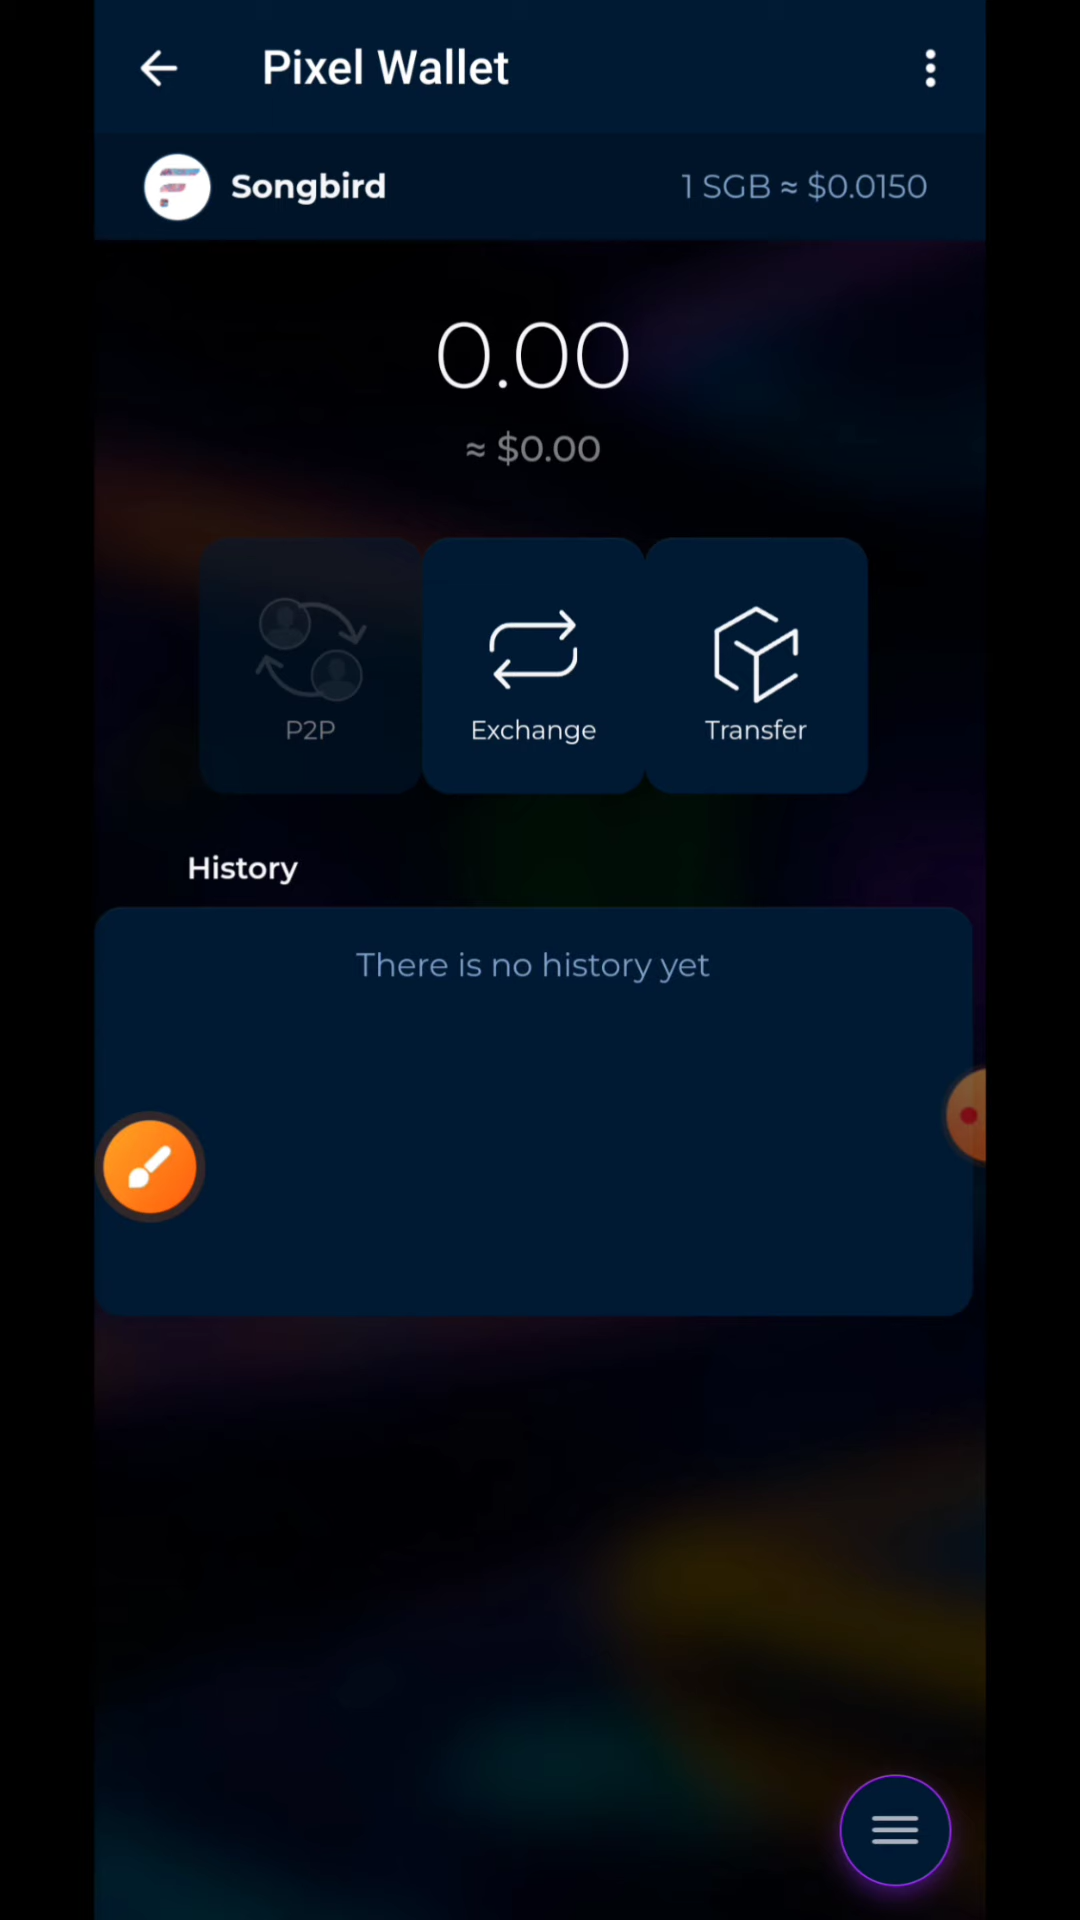 Pixel Wallet
Songbird
1 SGB ≈ $0.0150
0.00
≈ $0.00
P2P
Exchange
Transfer
History
There is no history yet